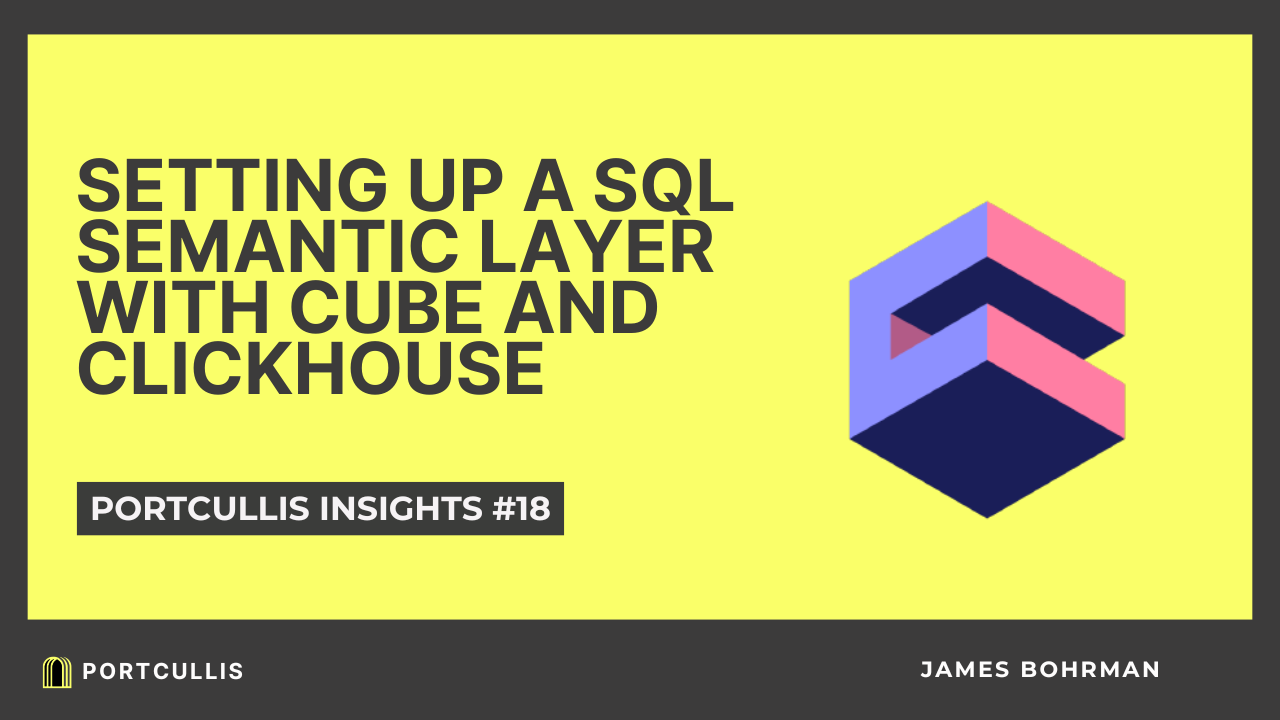 SETTING UP A SQL
SEMANTIC LAYER
WITH CUBE AND
CLICKHOUSE
PORTCULLIS INSIGHTS #18
PORTCULLIS
JAMES BOHRMAN